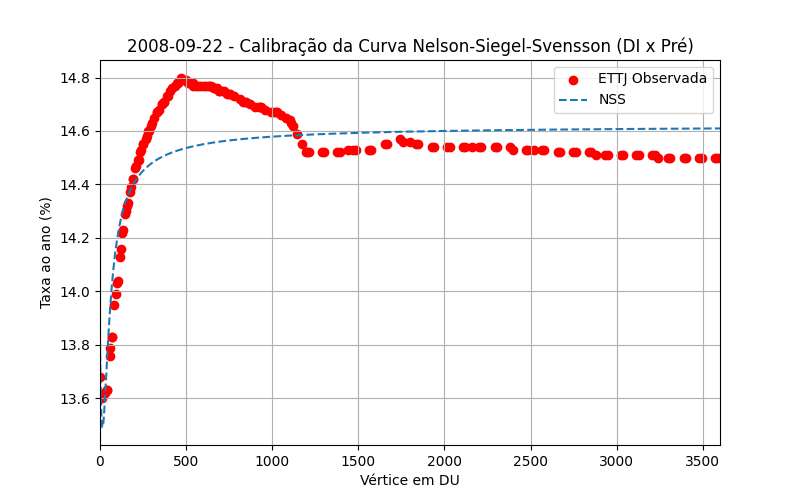 2008-09-22 - Calibração da Curva Nelson-Siegel-Svensson (DI x Pré)
ETTJ Observada
NSS
Taxa ao ano (%)
14.8
14.6
14.4
14.2
14.0
13.8
13.6
0 500 1000 1500 2000 2500 3000 3500
Vértice em DU